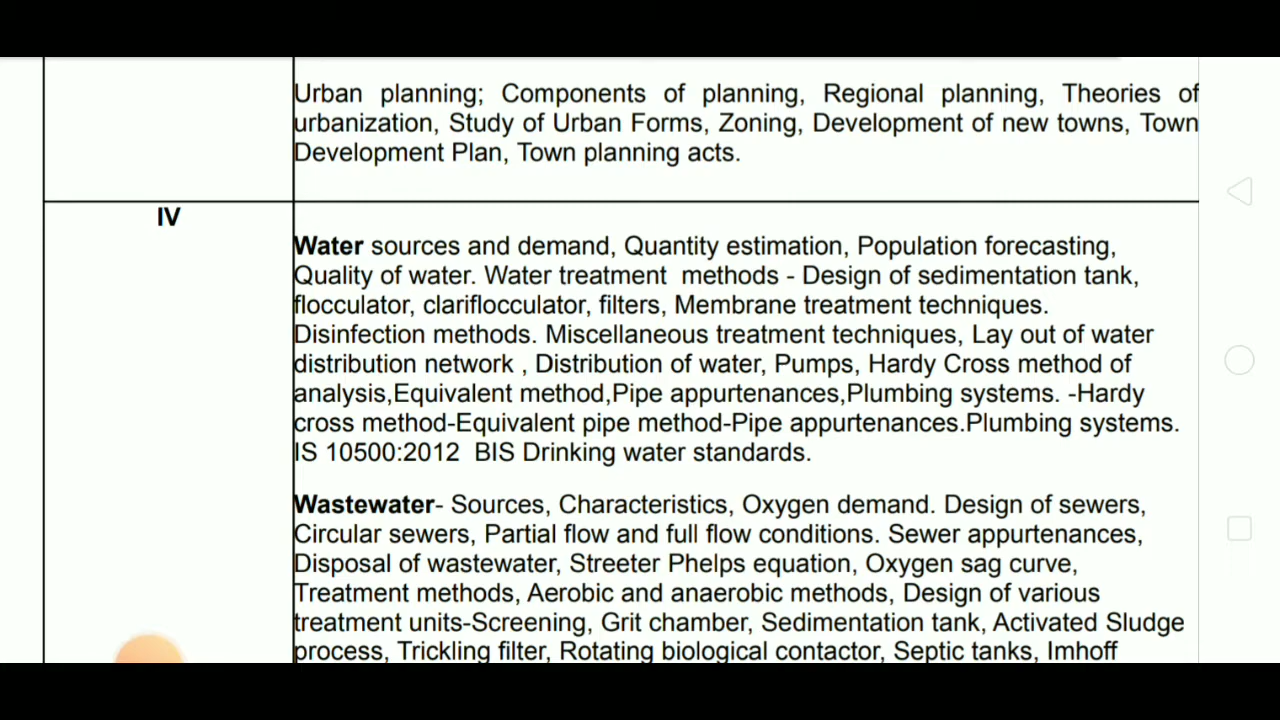 Urban planning; Components of planning, Regional planning, Theories of
urbanization, Study of Urban Forms, Zoning, Development of new towns, Town
Development Plan, Town planning acts.
IV
Water sources and demand, Quantity estimation, Population forecasting,
Quality of water. Water treatment methods - Design of sedimentation tank,
flocculator, clariflocculator, filters, Membrane treatment techniques.
Disinfection methods. Miscellaneous treatment techniques, Lay out of water
distribution network , Distribution of water, Pumps, Hardy Cross method of
analysis,Equivalent method,Pipe appurtenances,Plumbing systems. -Hardy
cross method-Equivalent pipe method-Pipe appurtenances.Plumbing systems.
IS 10500:2012 BIS Drinking water standards.
Wastewater- Sources, Characteristics, Oxygen demand. Design of sewers,
Circular sewers, Partial flow and full flow conditions. Sewer appurtenances,
Disposal of wastewater, Streeter Phelps equation, Oxygen sag curve,
Treatment methods, Aerobic and anaerobic methods, Design of various
treatment units-Screening, Grit chamber, Sedimentation tank, Activated Sludge
process, Trickling filter, Rotating biological contactor, Septic tanks, Imhoff